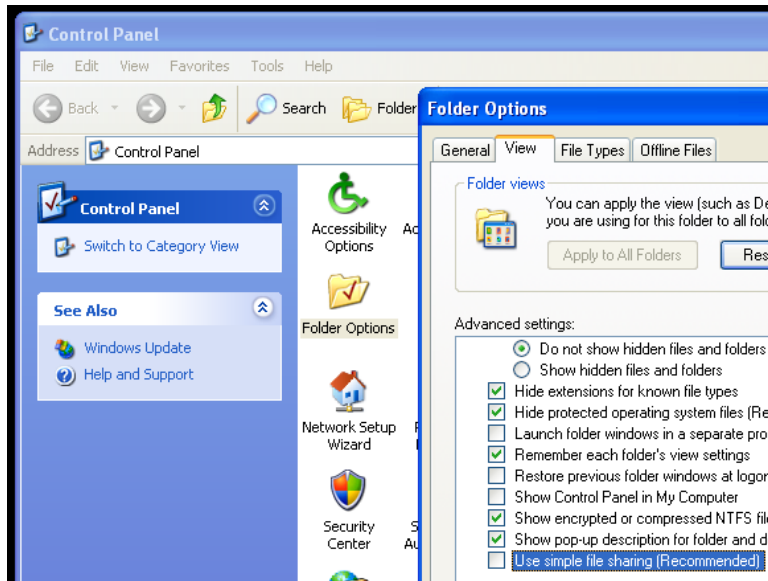 Control Panel
File Edit View Favorites Tools Help
Back Search Folder
Address Control Panel
Control Panel
Switch to Category View
See Also
Windows Update
Help and Support
Accessibility
Options
Folder Options
Network Setup
Wizard
Security
Center
Folder Options
General View File Types Offline Files
Folder views
You can apply the view (such as De
you are using for this folder to all fold
Apply to All Folders Res
Advanced settings:
Do not show hidden files and folders
Show hidden files and folders
Hide extensions for known file types
Hide protected operating system files (Re
Launch folder windows in a separate pro
Remember each folder's view settings
Restore previous folder windows at logon
Show Control Panel in My Computer
Show encrypted or compressed NTFS file
Show pop-up description for folder and d
Use simple file sharing (Recommended)